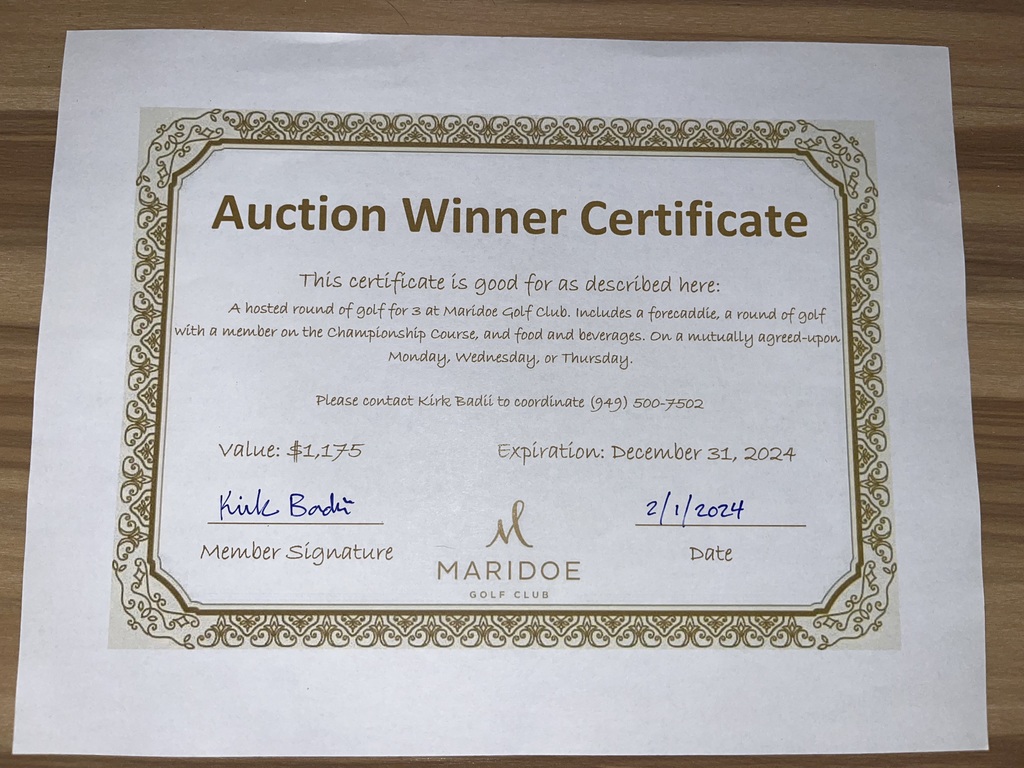 Auction Winner Certificate
This certificate is good for as described here:
A hosted round of golf for 3 at Maridoe Golf Club. Includes a forecaddie, a round of golf
with a member on the Championship Course, and food and beverages. On a mutually agreed-upon
Monday, Wednesday, or Thursday.
Please contact Kirk Badii to coordinate (949) 500-7502
Value: $1,175 Expiration: December 31, 2024
Kirk Badii 2/1/2024
Member Signature Date
M
MARIDOE
GOLF CLUB